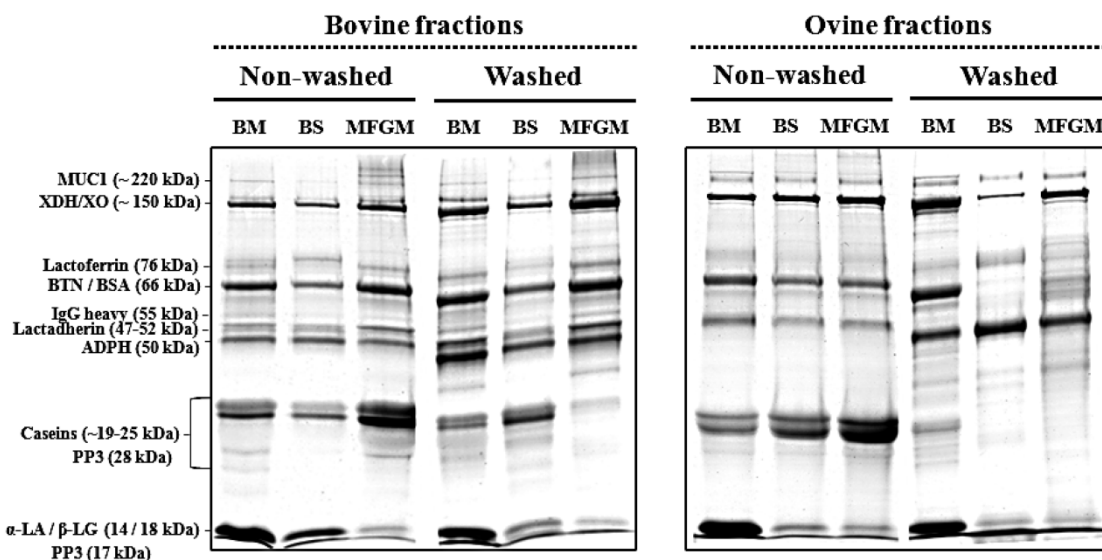 Bovine fractions Ovine fractions
Non-washed Washed Non-washed Washed
BM BS MFGM BM BS MFGM BM BS MFGM BM BS MFGM
MUC1 (~220 kDa)
XDH/XO (~ 150 kDa)
Lactoferrin (76 kDa)
BTN / BSA (66 kDa)
IgG heavy (55 kDa)
Lactadherin (47-52 kDa)
ADPH (50 kDa)
Caseins (~19-25 kDa)
PP3 (28 kDa)
α-LA / β-LG (14 / 18 kDa)
PP3 (17 kDa)